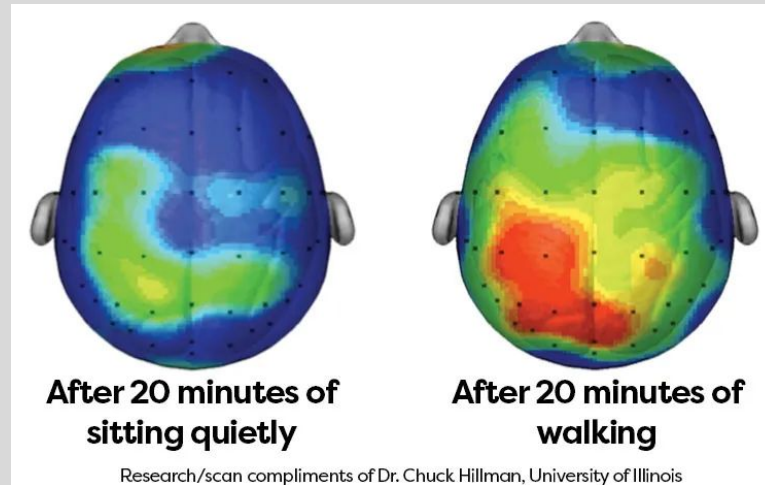 After 20 minutes of
sitting quietly
After 20 minutes of
walking
Research/scan compliments of Dr. Chuck Hillman, University of Illinois